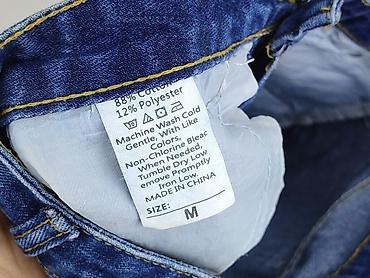 88% Cotton
12% Polyester
Machine Wash Cold
Gentle, With Like
Colors,
Non-Chlorine Bleac
When Needed,
Tumble Dry Low
emove Promptly
Iron Low.
MADE IN CHINA
SIZE: M